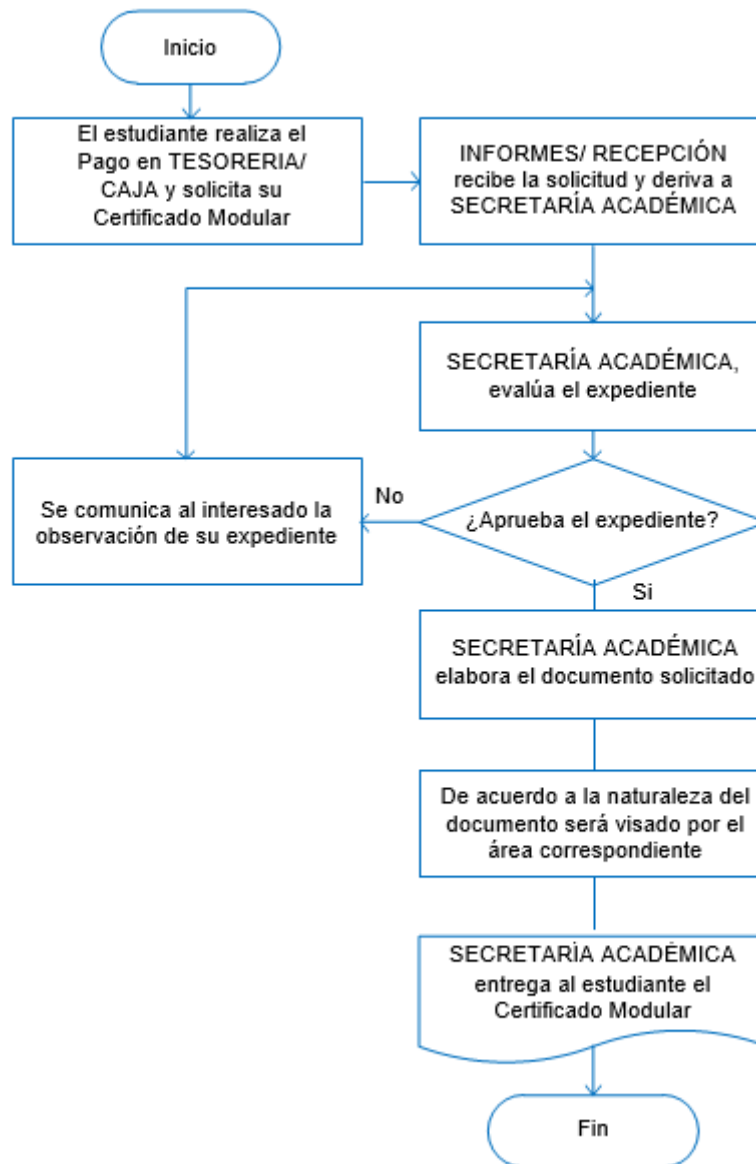 Inicio
El estudiante realiza el
Pago en TESORERIA/
CAJA y solicita su
Certificado Modular
INFORMES/ RECEPCIÓN
recibe la solicitud y deriva a
SECRETARÍA ACADÉMICA
SECRETARÍA ACADÉMICA,
evalúa el expediente
¿Aprueba el expediente?
No
Se comunica al interesado la
observación de su expediente
Si
SECRETARÍA ACADÉMICA
elabora el documento solicitado
De acuerdo a la naturaleza del
documento será visado por el
área correspondiente
SECRETARÍA ACADÉMICA
entrega al estudiante el
Certificado Modular
Fin